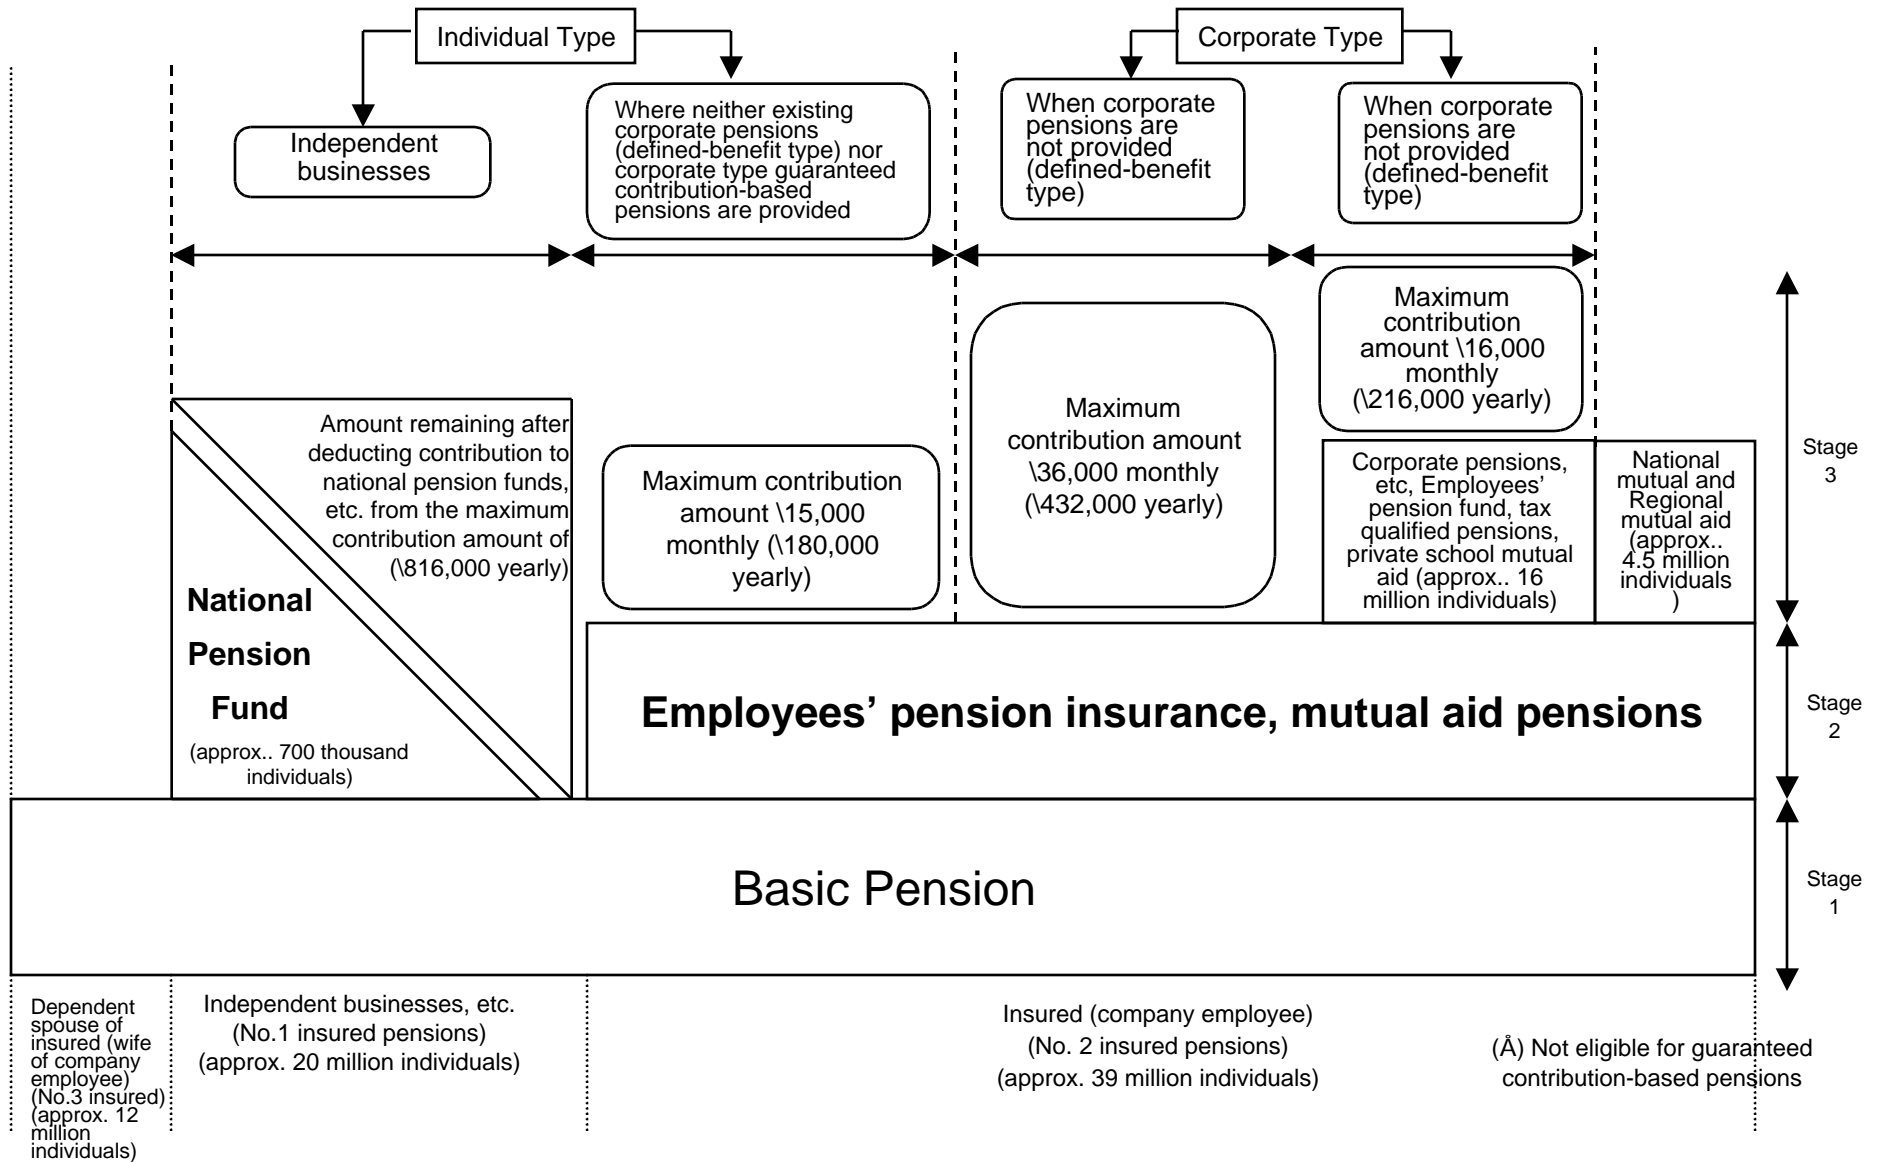 Individual Type
Corporate Type
Independent
businesses
Where neither existing
corporate pensions
(defined-benefit type) nor
corporate type guaranteed
contribution-based
pensions are provided
When corporate
pensions are
not provided
(defined-benefit
type)
When corporate
pensions are
not provided
(defined-benefit
type)
Amount remaining after
deducting contribution to
national pension funds,
etc. from the maximum
contribution amount of
(\816,000 yearly)
National
Pension
Fund
(approx.. 700 thousand
individuals)
Maximum contribution
amount \15,000
monthly (\180,000
yearly)
Maximum
contribution amount
\36,000 monthly
(\432,000 yearly)
Maximum
contribution
amount \16,000
monthly
(\216,000 yearly)
Corporate pensions,
etc, Employees’
pension fund, tax
qualified pensions,
private school mutual
aid (approx.. 16
million individuals)
National
mutual and
Regional
mutual aid
(approx..
4.5 million
individuals
)
Stage
3
Employees’ pension insurance, mutual aid pensions
Stage
2
Basic Pension
Stage
1
Dependent
spouse of
insured (wife
of company
employee)
(No.3 insured)
(approx. 12
million
individuals)
Independent businesses, etc.
(No.1 insured pensions)
(approx. 20 million individuals)
Insured (company employee)
(No. 2 insured pensions)
(approx. 39 million individuals)
(Å) Not eligible for guaranteed
contribution-based pensions